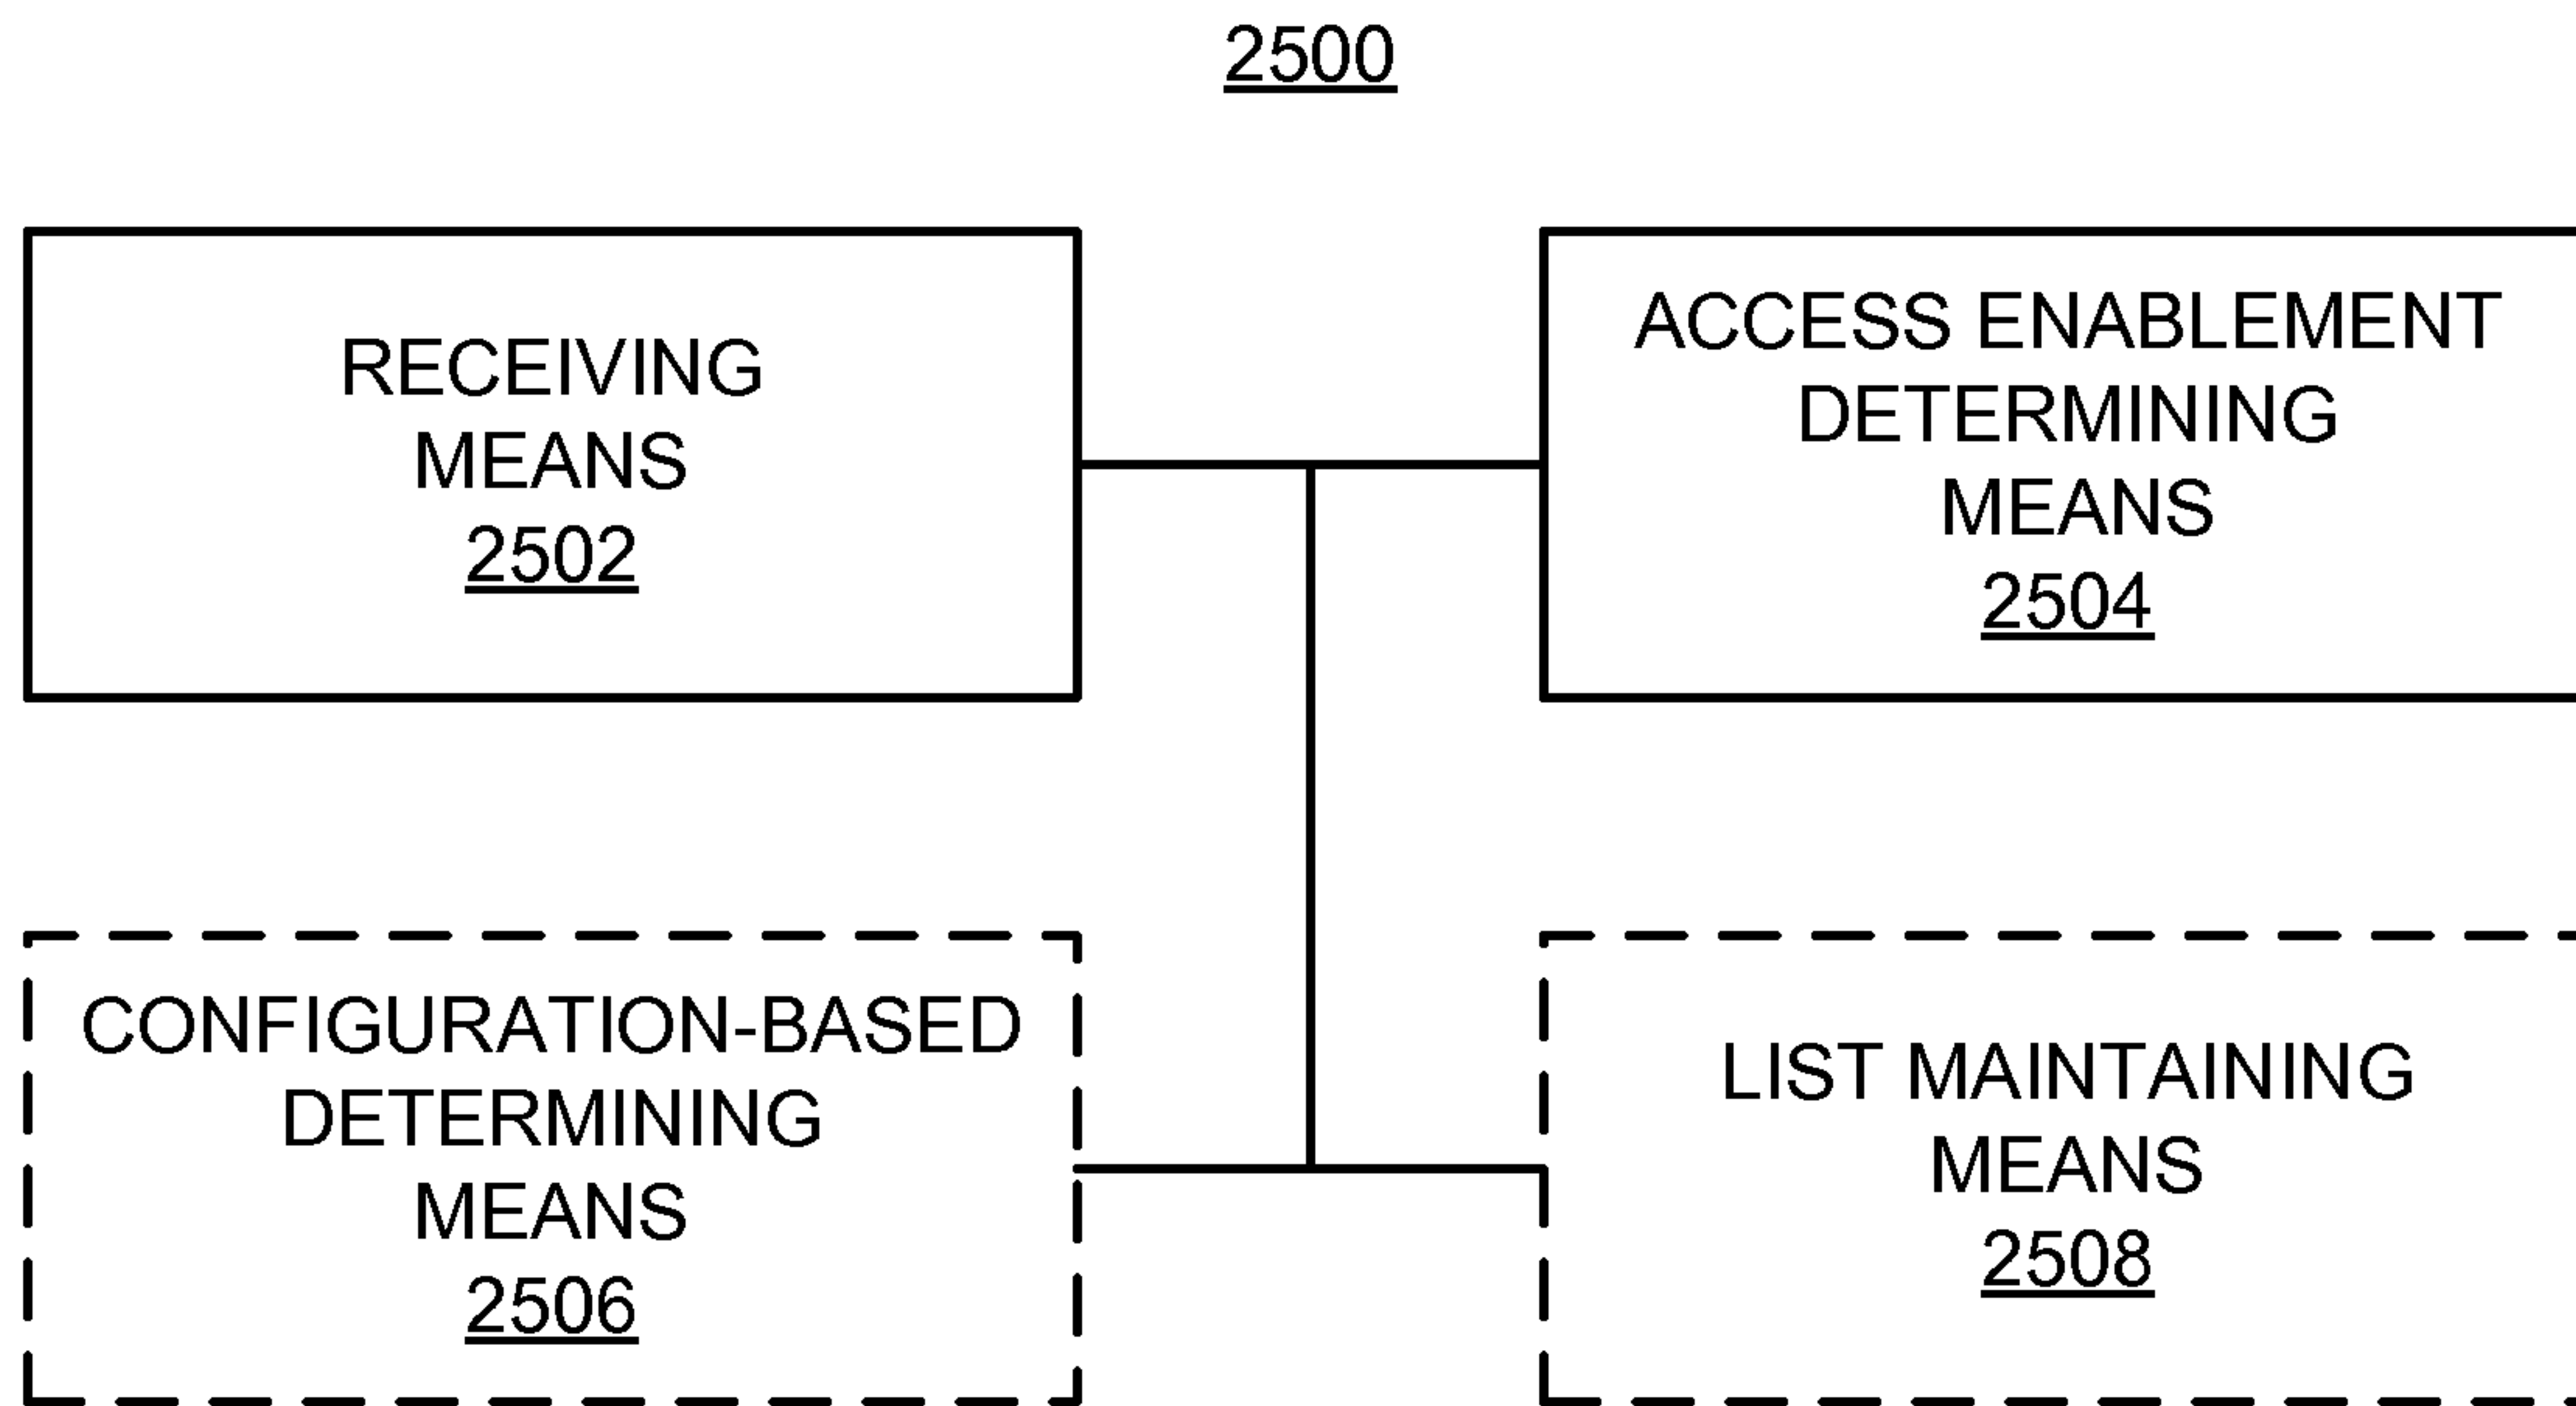 2500
RECEIVING
MEANS
2502
ACCESS ENABLEMENT
DETERMINING
MEANS
2504
CONFIGURATION-BASED
DETERMINING
MEANS
2506
LIST MAINTAINING
MEANS
2508